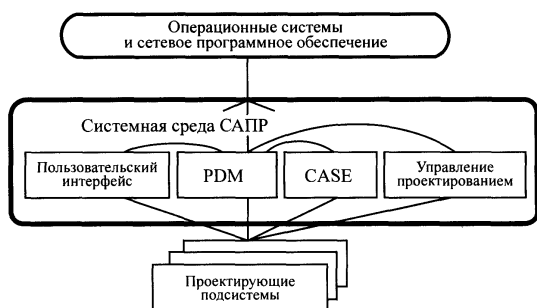 Операционные системы
и сетевое программное обеспечение
Системная среда САПР
Пользовательский
интерфейс
PDM
CASE
Управление
проектированием
Проектирующие
подсистемы